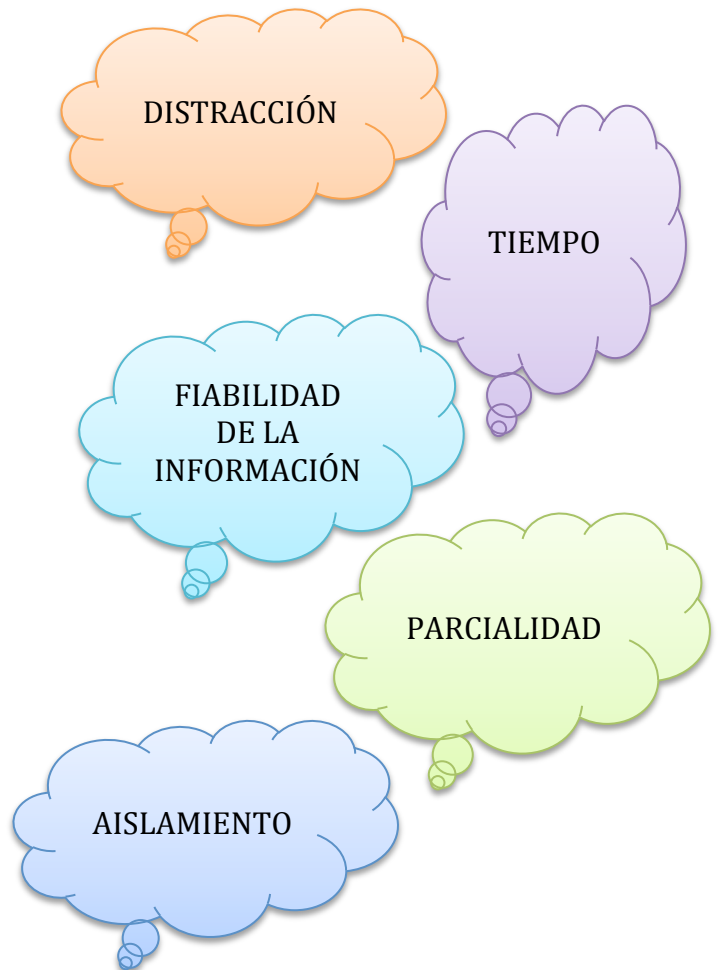 DISTRACCIÓN
TIEMPO
FIABILIDAD
DE LA
INFORMACIÓN
PARCIALIDAD
AISLAMIENTO